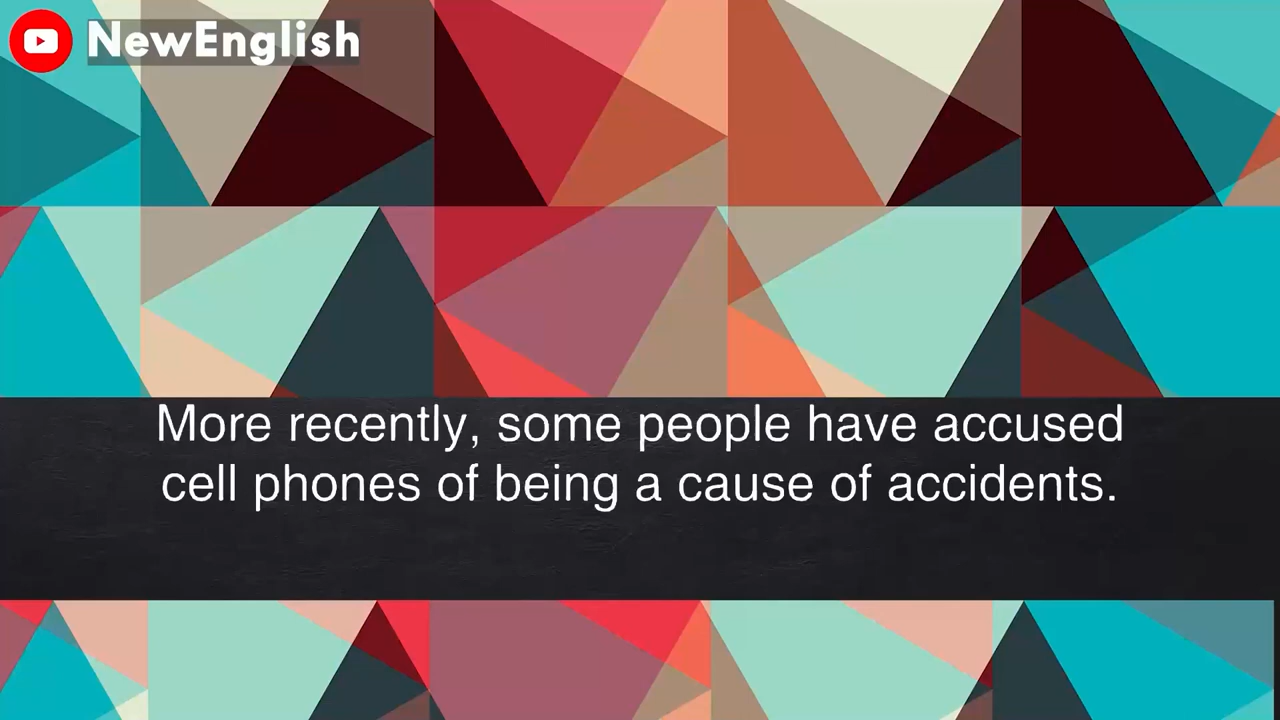 NewEnglish
More recently, some people have accused
cell phones of being a cause of accidents.